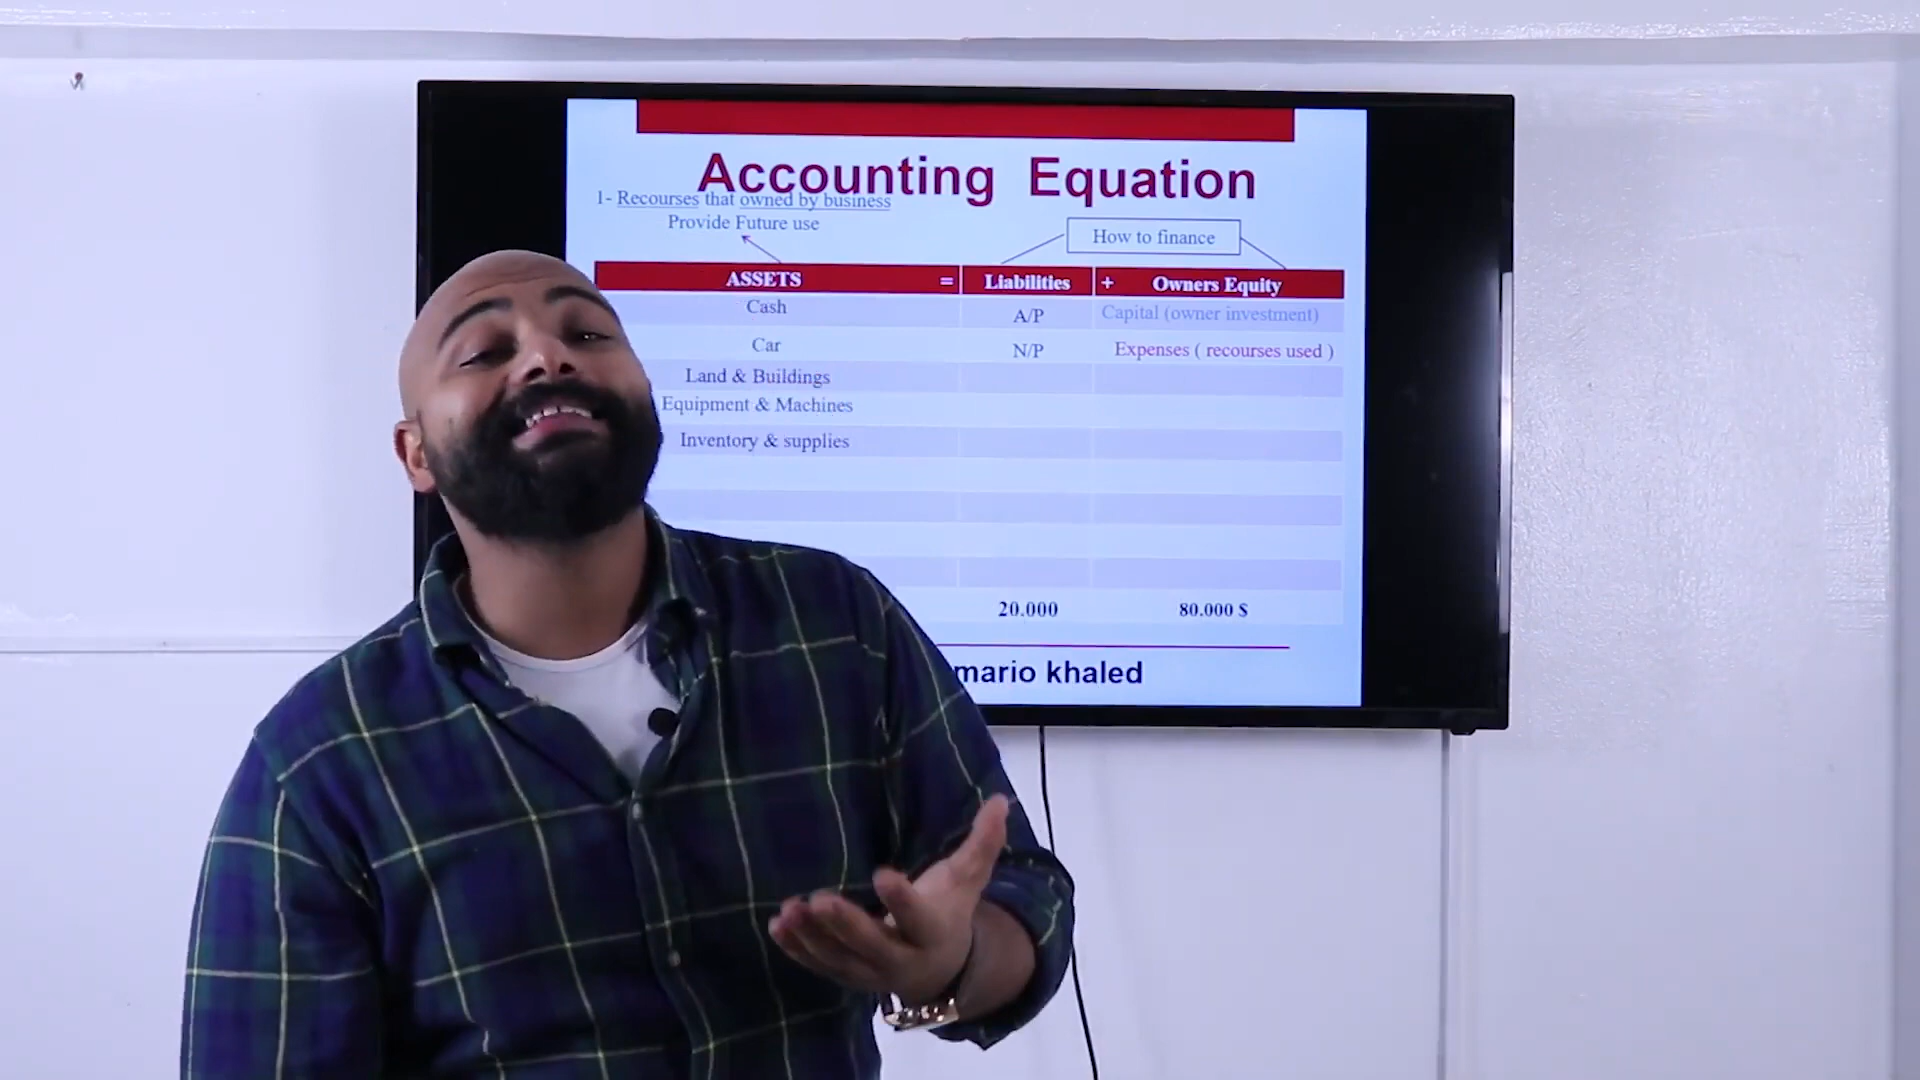 Accounting Equation
1- Recourses that owned by business
Provide Future use
How to finance
ASSETS = Liabilities + Owners Equity
Cash A/P Capital (owner investment)
Car N/P Expenses ( recourses used )
Land & Buildings
Equipment & Machines
Inventory & supplies
20.000 80.000 $
mario khaled